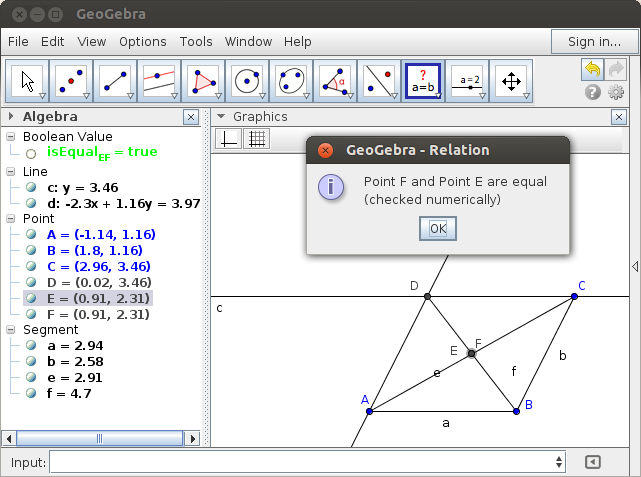 GeoGebra
File Edit View Options Tools Window Help
Sign in...
α
?
a=b
a=2
Algebra
Graphics
Boolean Value
isEqualEF = true
Line
c: y = 3.46
d: -2.3x + 1.16y = 3.97
Point
A = (-1.14, 1.16)
B = (1.8, 1.16)
C = (2.96, 3.46)
D = (0.02, 3.46)
E = (0.91, 2.31)
F = (0.91, 2.31)
Segment
a = 2.94
b = 2.58
e = 2.91
f = 4.7
GeoGebra - Relation
Point F and Point E are equal
(checked numerically)
OK
D
C
c
F
E
b
e
f
A
B
a
Input: